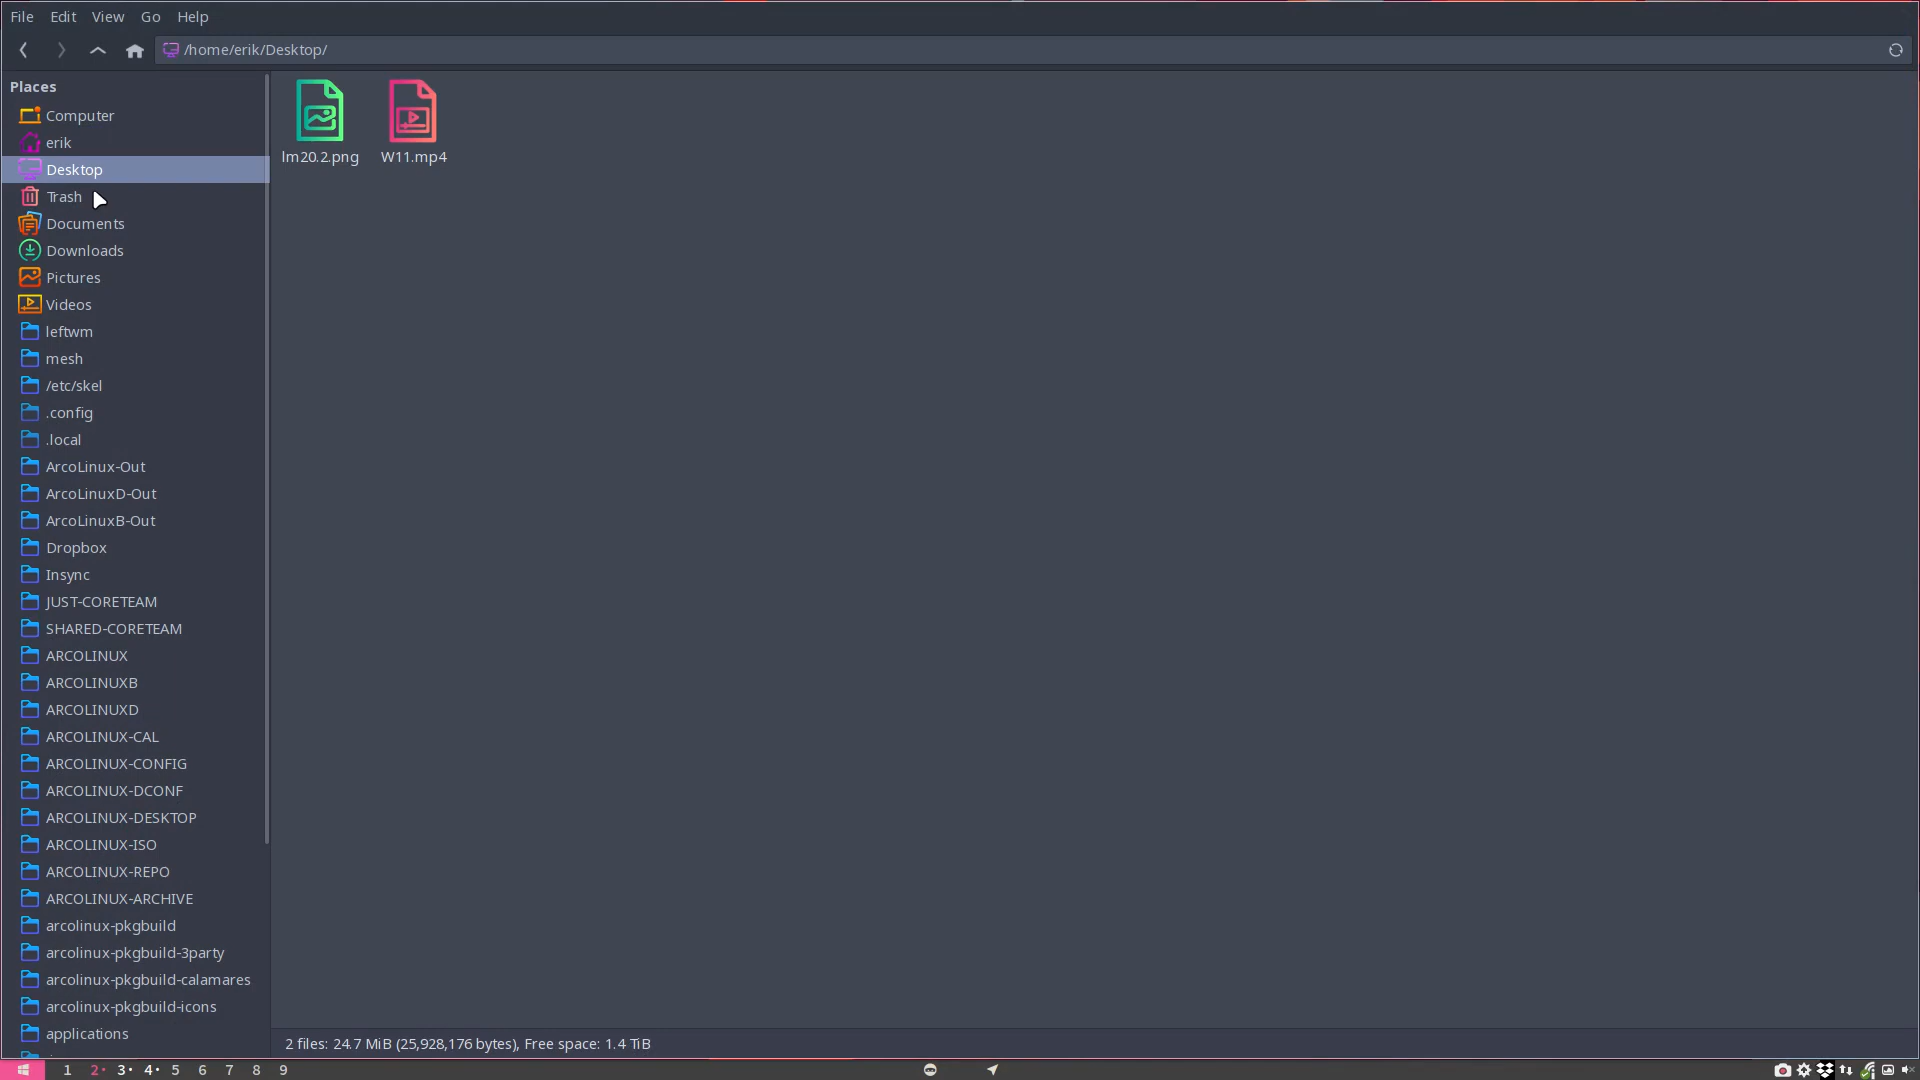 File Edit View Go Help
/home/erik/Desktop/
Places
Computer
erik
Desktop
Trash
Documents
Downloads
Pictures
Videos
leftwm
mesh
/etc/skel
.config
.local
ArcoLinux-Out
ArcoLinuxD-Out
ArcoLinuxB-Out
Dropbox
Insync
JUST-CORETEAM
SHARED-CORETEAM
ARCOLINUX
ARCOLINUXB
ARCOLINUXD
ARCOLINUX-CAL
ARCOLINUX-CONFIG
ARCOLINUX-DCONF
ARCOLINUX-DESKTOP
ARCOLINUX-ISO
ARCOLINUX-REPO
ARCOLINUX-ARCHIVE
arcolinux-pkgbuild
arcolinux-pkgbuild-3party
arcolinux-pkgbuild-calamares
arcolinux-pkgbuild-icons
applications
lm20.2.png W11.mp4
2 files: 24.7 MiB (25,928,176 bytes), Free space: 1.4 TiB
1 2 3 4 5 6 7 8 9